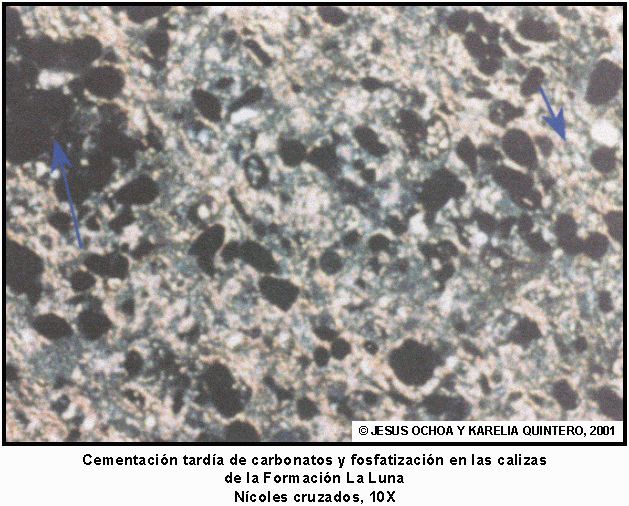 © JESUS OCHOA Y KARELIA QUINTERO, 2001
Cementación tardía de carbonatos y fosfatización en las calizas
de la Formación La Luna
Nícoles cruzados, 10X